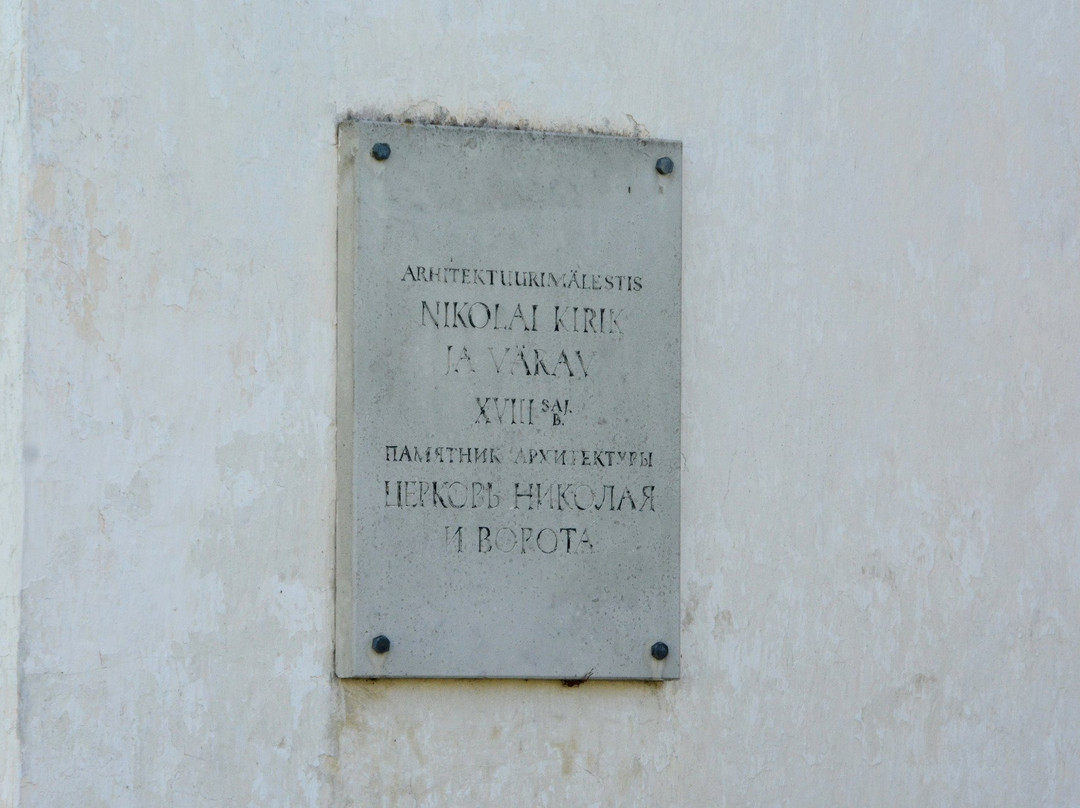 ARHITEKTUURIMÄLESTIS
NIKOLAI KIRIK
JA VÄRAV
XVIII SAJ.
В.
ПАМЯТНИК АРХИТЕКТУРЫ
ЦЕРКОВЬ НИКОЛАЯ
И ВОРОТА